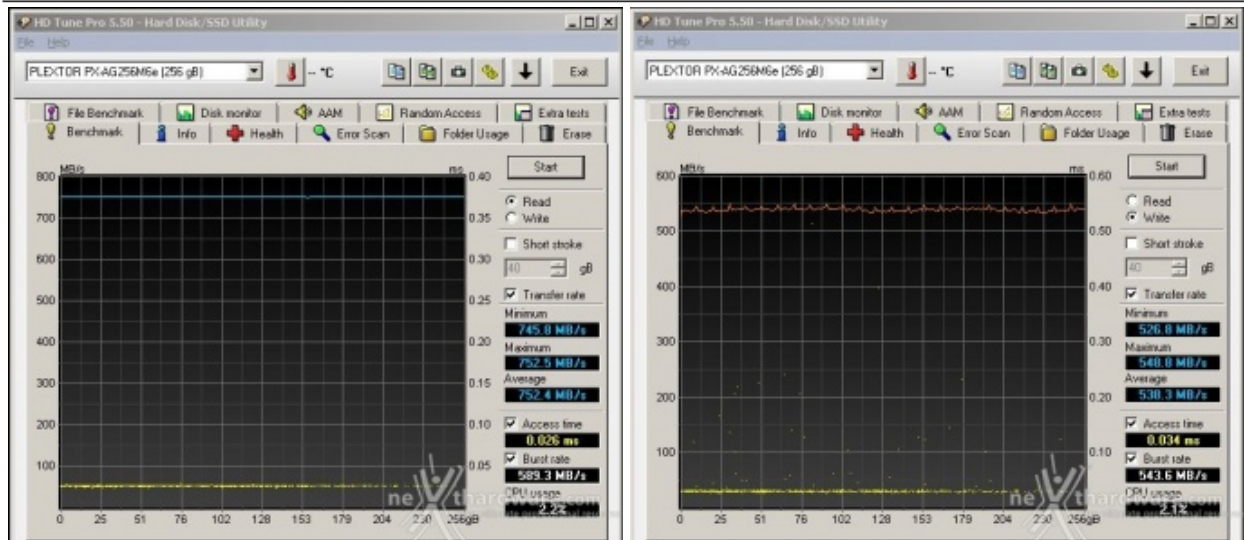 HD Tune Pro 5.50 - Hard Disk/SSD Utility
File Help
PLEXTOR PX-AG256M6e (256 gB)
-- °C
Exit
File Benchmark
Disk monitor
AAM
Random Access
Extra tests
Benchmark
Info
Health
Error Scan
Folder Usage
Erase
MB/s
ms
800
700
600
500
400
300
200
100
0.40
0.35
0.30
0.25
0.20
0.15
0.10
0.05
0 25 51 76 102 128 153 179 204 230 256gB
Start
Read
Write
Short stroke
40 gB
Transfer rate
Minimum
745.8 MB/s
Maximum
752.5 MB/s
Average
752.4 MB/s
Access time
0.026 ms
Burst rate
589.3 MB/s
CPU usage
2.2%
HD Tune Pro 5.50 - Hard Disk/SSD Utility
File Help
PLEXTOR PX-AG256M6e (256 gB)
-- °C
Exit
File Benchmark
Disk monitor
AAM
Random Access
Extra tests
Benchmark
Info
Health
Error Scan
Folder Usage
Erase
MB/s
ms
600
500
400
300
200
100
0.60
0.50
0.40
0.30
0.20
0.10
0 25 51 76 102 128 153 179 204 230 256gB
Start
Read
Write
Short stroke
40 gB
Transfer rate
Minimum
526.8 MB/s
Maximum
548.8 MB/s
Average
538.3 MB/s
Access time
0.034 ms
Burst rate
543.6 MB/s
CPU usage
2.1%